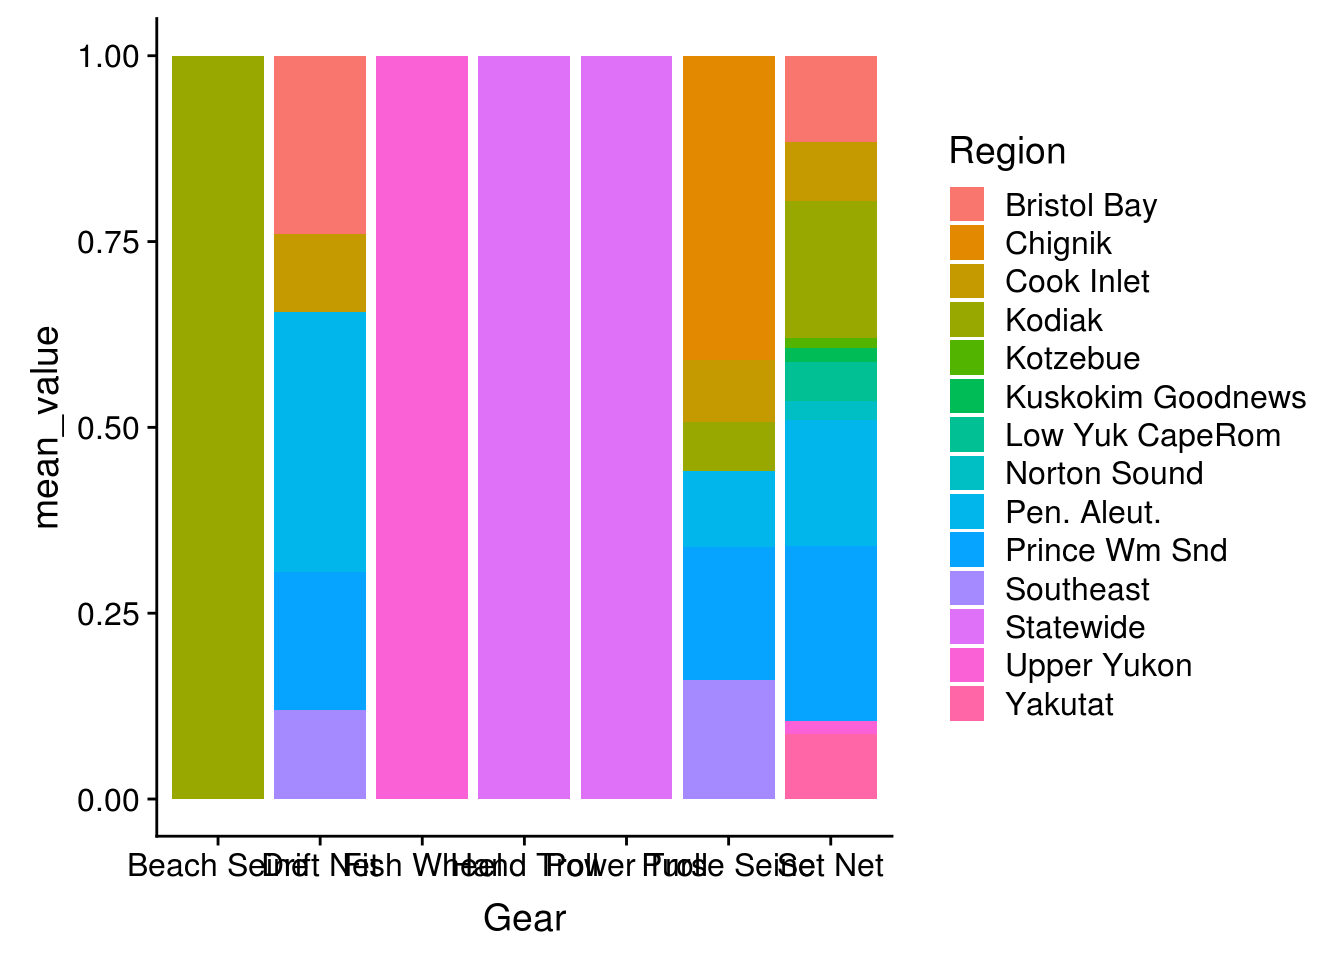 1.00
0.75
0.50
0.25
0.00
mean_value
Beach Seine Drift Net Fish Wheel Hand Troll Power Troll Purse Seine Set Net
Gear
Region
Bristol Bay
Chignik
Cook Inlet
Kodiak
Kotzebue
Kuskokim Goodnews
Low Yuk CapeRom
Norton Sound
Pen. Aleut.
Prince Wm Snd
Southeast
Statewide
Upper Yukon
Yakutat